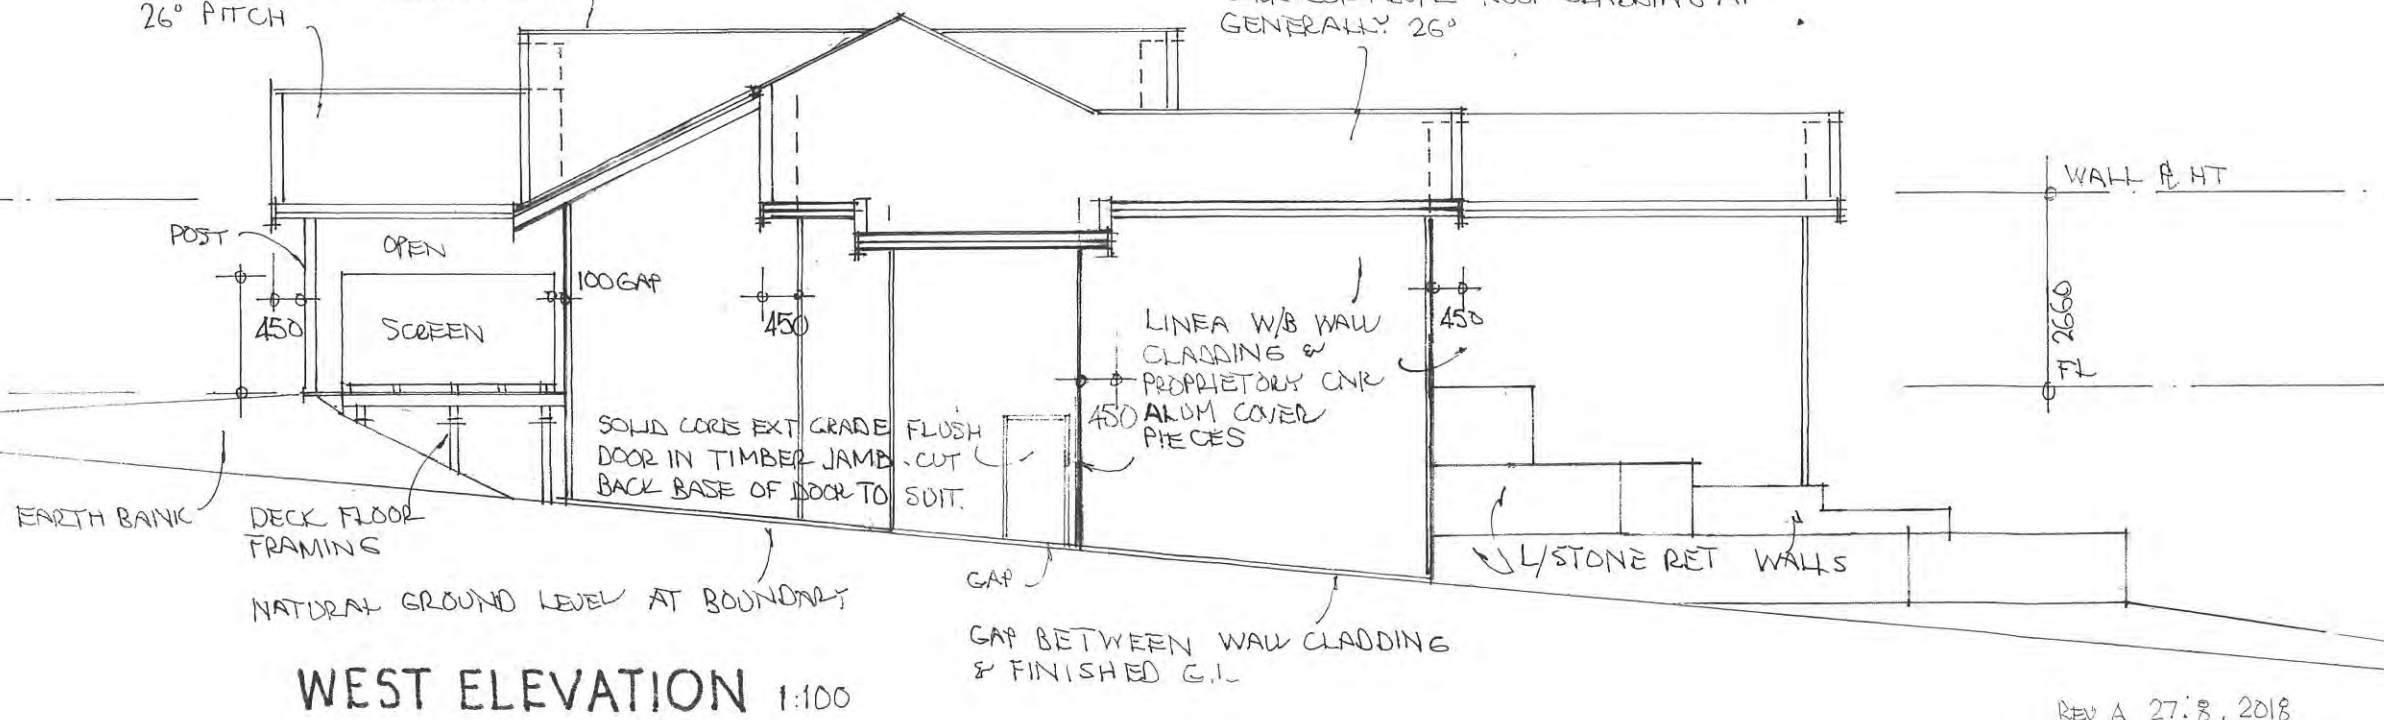 26° PITCH
GENERALLY 26°
WALL PL HT
POST
OPEN
100 GAP
450
SCREEN
450
LINEA W/B WALL
CLADDING &
PROPRIETORY CNR
ALUM COVER
PIECES
450
2660
FL
450
SOLID CORE EXT GRADE FLUSH
DOOR IN TIMBER JAMB. CUT
BACK BASE OF DOOR TO SUIT.
EARTH BANK
DECK FLOOR
FRAMING
L/STONE RET WALLS
GAP
NATURAL GROUND LEVEL AT BOUNDARY
GAP BETWEEN WALL CLADDING
& FINISHED G.L
WEST ELEVATION 1:100
REV A 27.8.2018